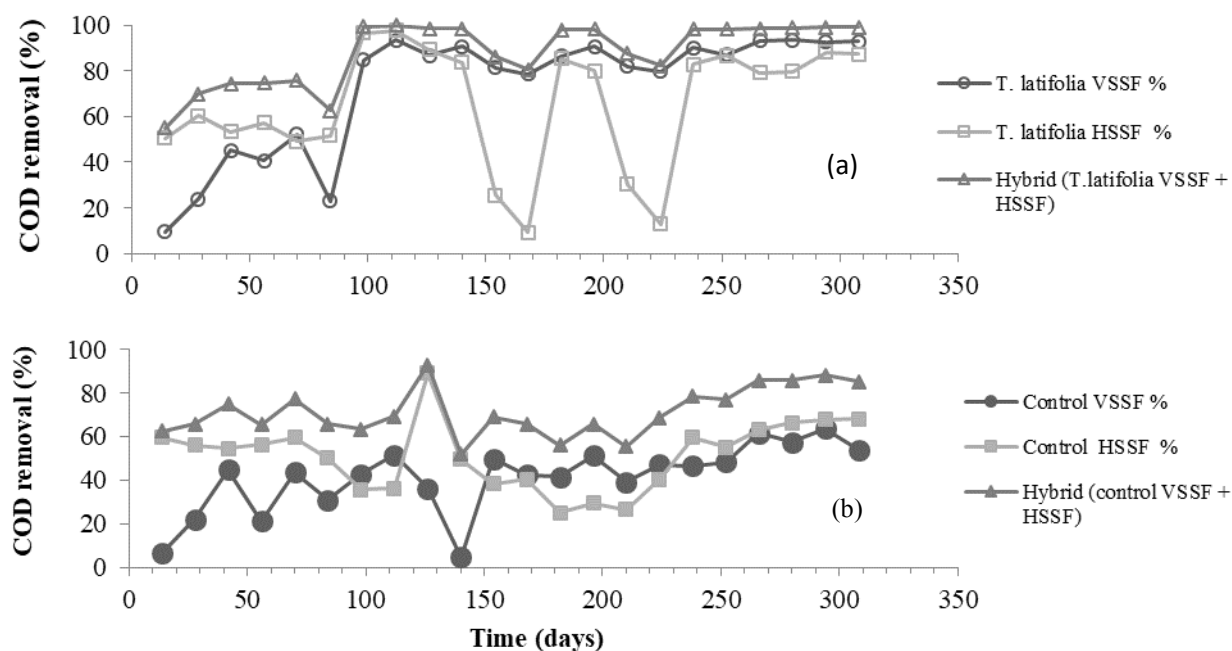 COD removal (%)
100
80
60
40
20
0
0 50 100 150 200 250 300 350
(a)
T. latifolia VSSF %
T. latifolia HSSF %
Hybrid (T.latifolia VSSF +
HSSF)
COD removal (%)
100
80
60
40
20
0
0 50 100 150 200 250 300 350
(b)
Time (days)
Control VSSF %
Control HSSF %
Hybrid (control VSSF +
HSSF)